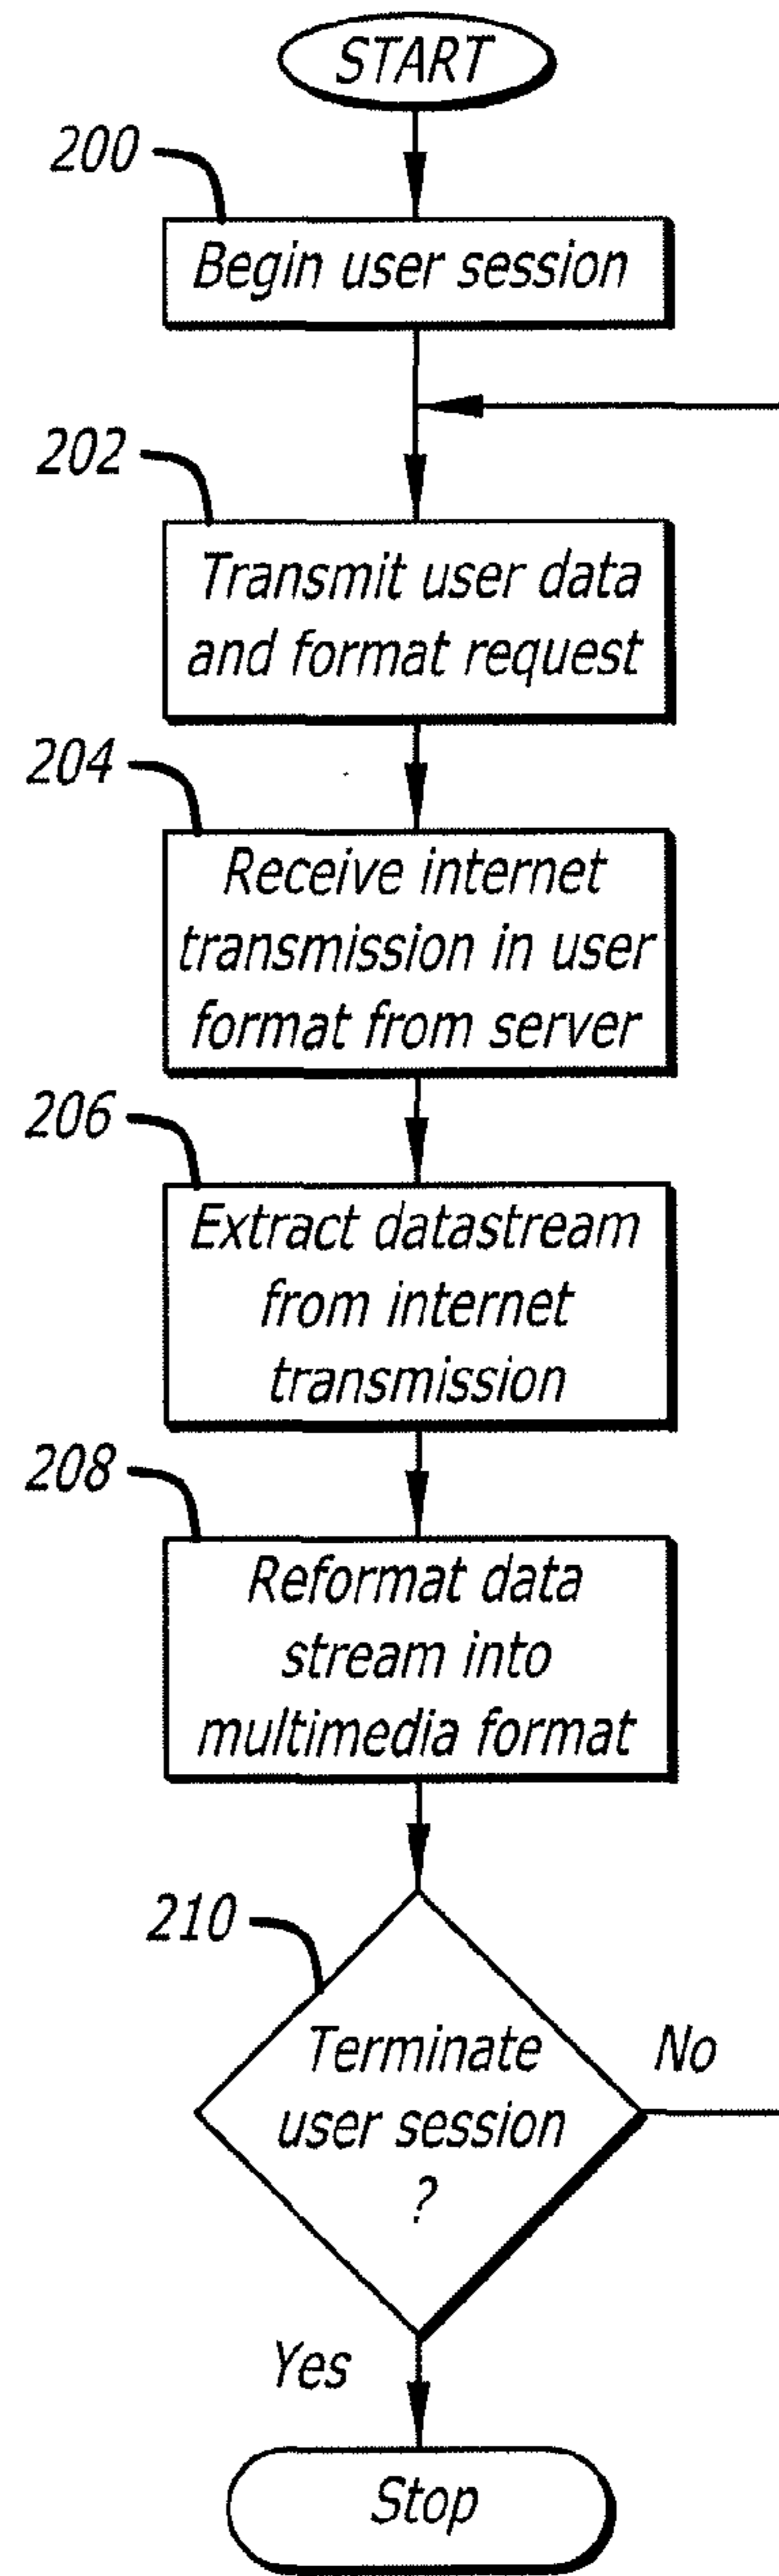 START
200
Begin user session
202
Transmit user data
and format request
204
Receive internet
transmission in user
format from server
206
Extract datastream
from internet
transmission
208
Reformat data
stream into
multimedia format
210
Terminate
user session
?
No
Yes
Stop